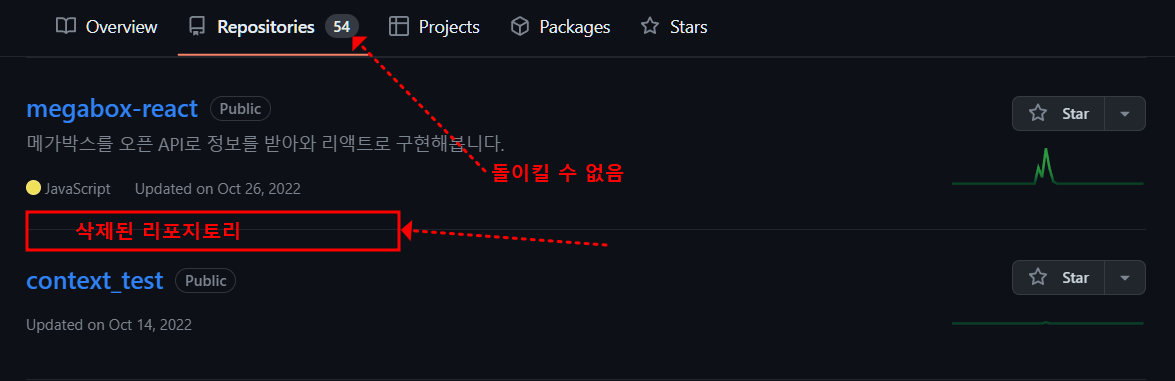 Overview Repositories 54 Projects Packages Stars
megabox-react Public Star
메가박스를 오픈 API로 정보를 받아와 리액트로 구현해봅니다.
돌이킬 수 없음
JavaScript Updated on Oct 26, 2022
삭제된 리포지토리
context_test Public Star
Updated on Oct 14, 2022